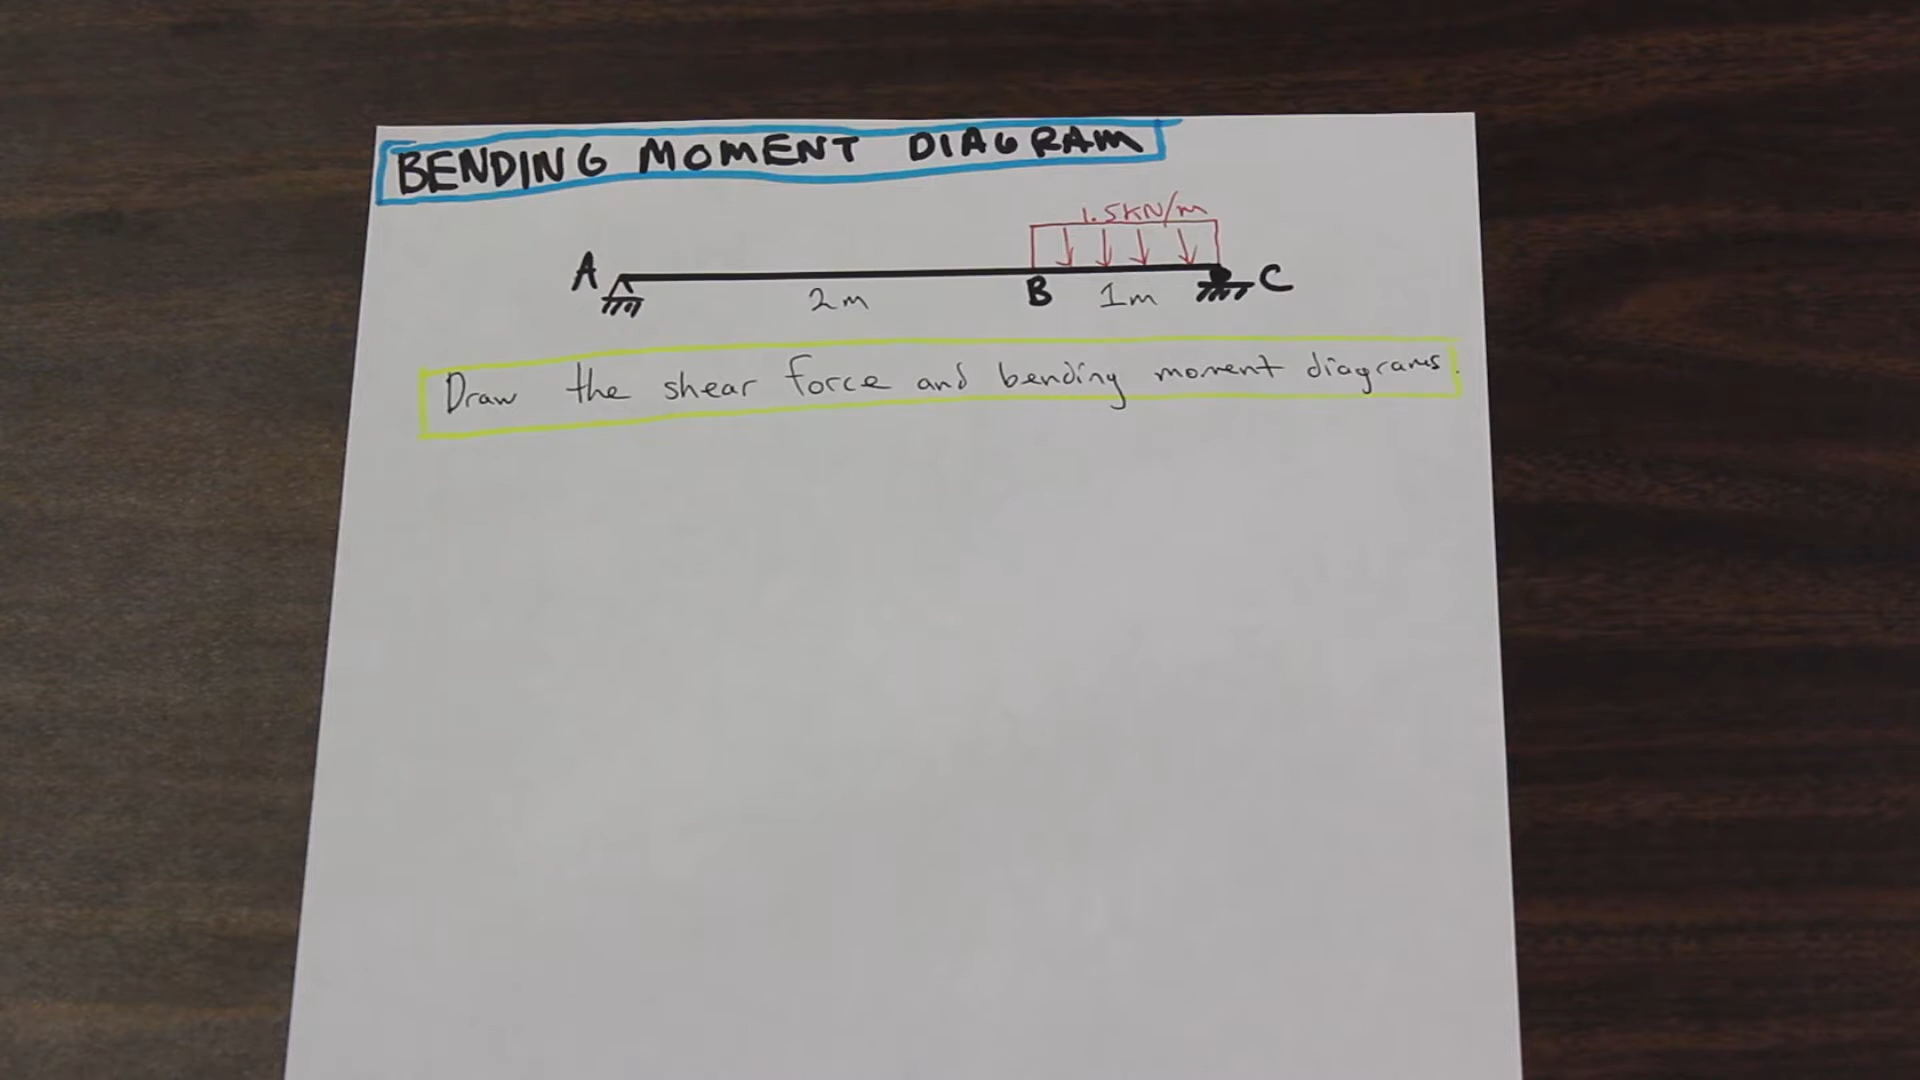 BENDING MOMENT DIAGRAM
1.5KN/m
A
2m
B
1m
C
Draw the shear force and bending moment diagrams.